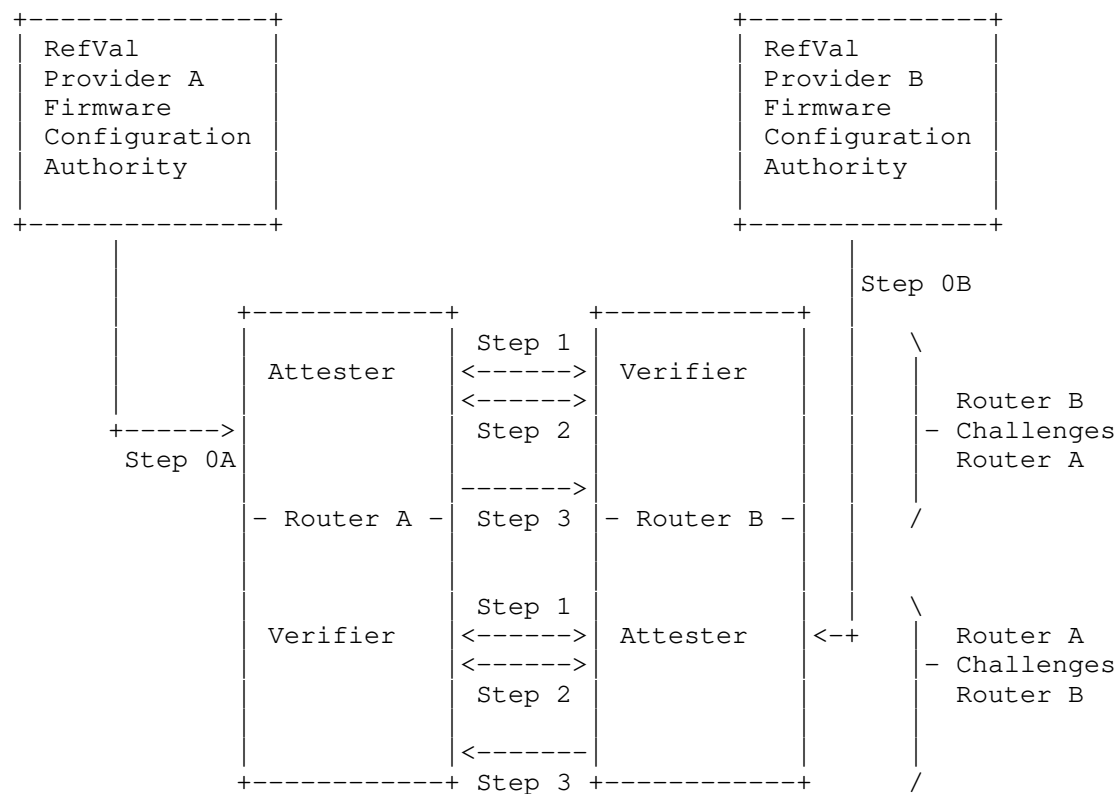 RefVal RefVal
Provider A Provider B
Firmware Firmware
Configuration Configuration
Authority Authority
Step 0B
Step 1
Attester Verifier
Router B
Step 2 Challenges
Step 0A Router A
Router A Step 3 Router B
Step 1
Verifier Attester Router A
Challenges
Step 2 Router B
Step 3